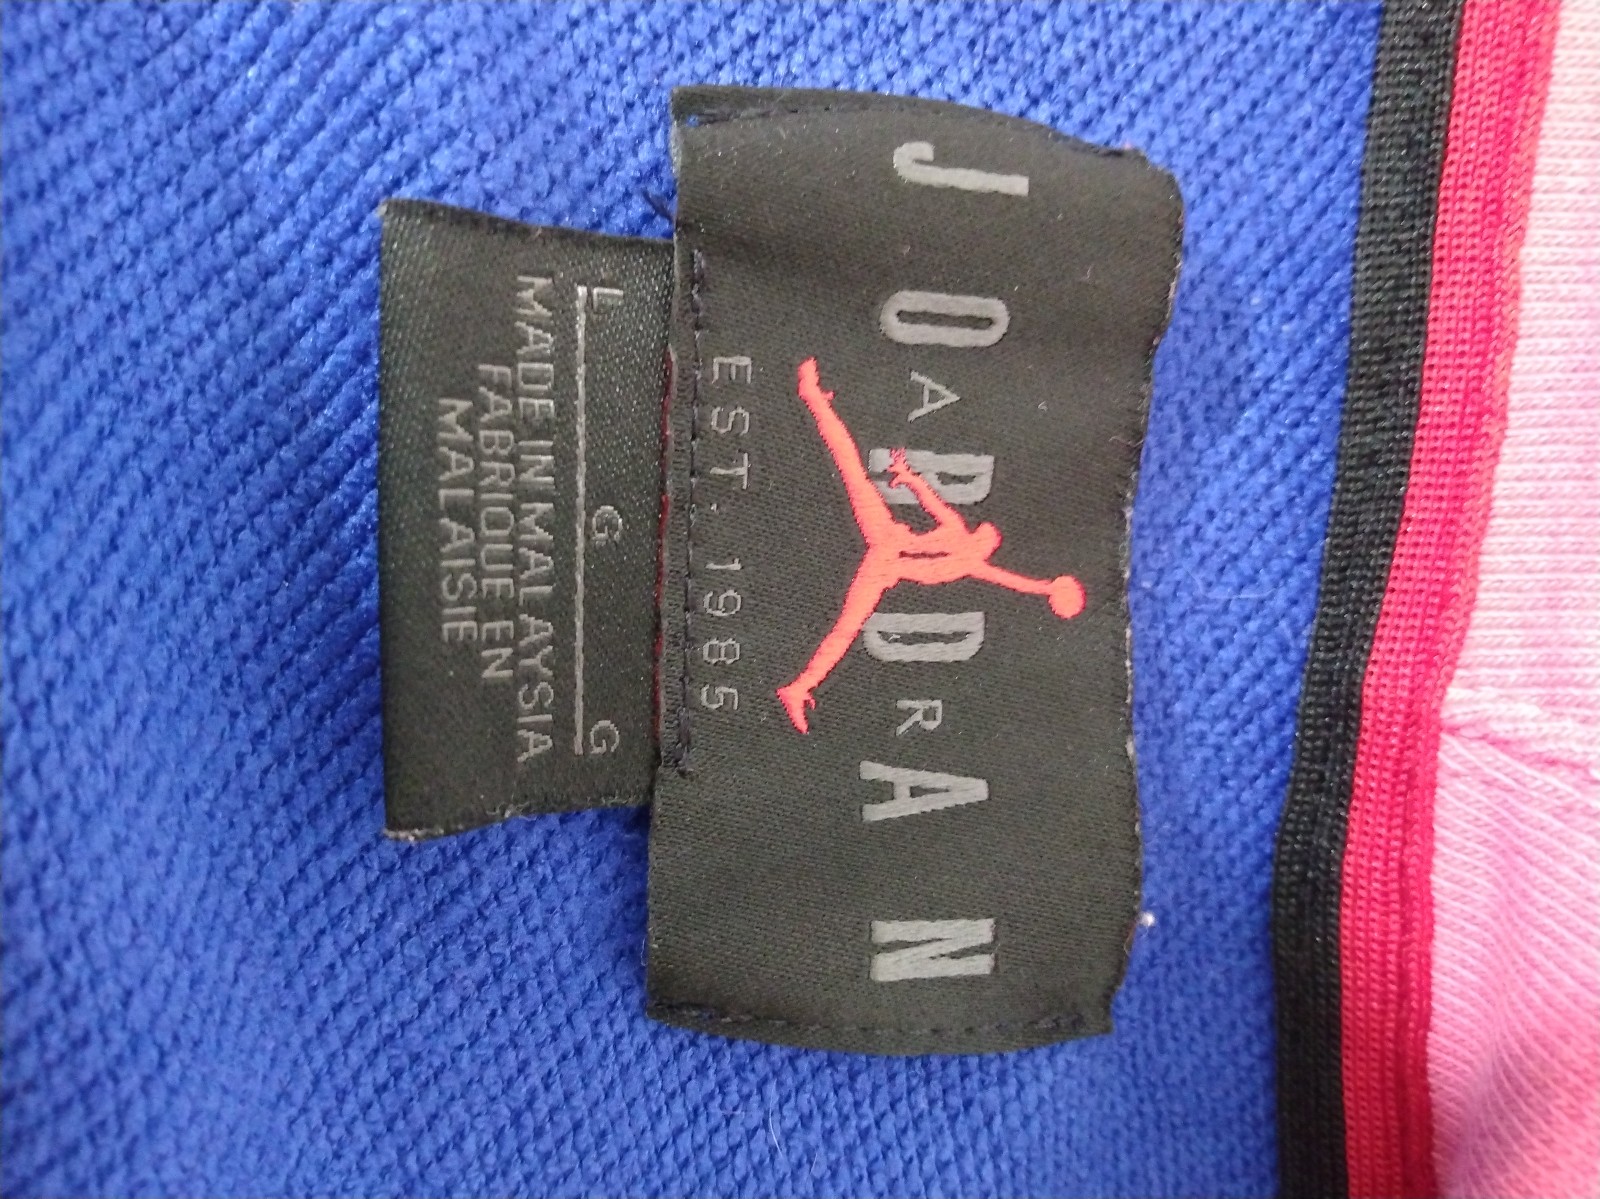 JORDAN
AIR
EST. 1985
L G G
MADE IN MALAYSIA
FABRIQUE EN
MALAISIE